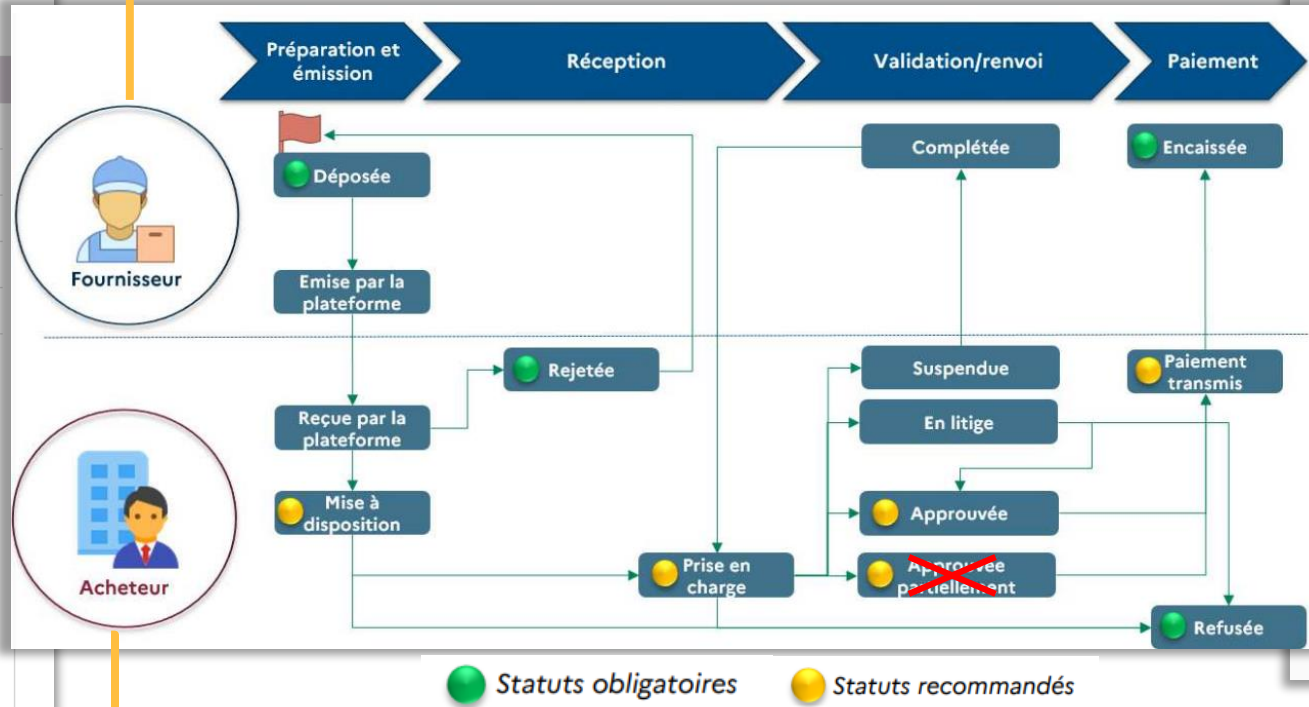 Préparation et
émission
Réception
Validation/renvoi
Paiement
Fournisseur
Déposée
Complétée
Encaissée
Emise par la
plateforme
Rejetée
Suspendue
Paiement
transmis
Reçue par la
plateforme
En litige
Acheteur
Mise à
disposition
Approuvée
Prise en
charge
Approuvée
partiellement
Refusée
Statuts obligatoires
Statuts recommandés